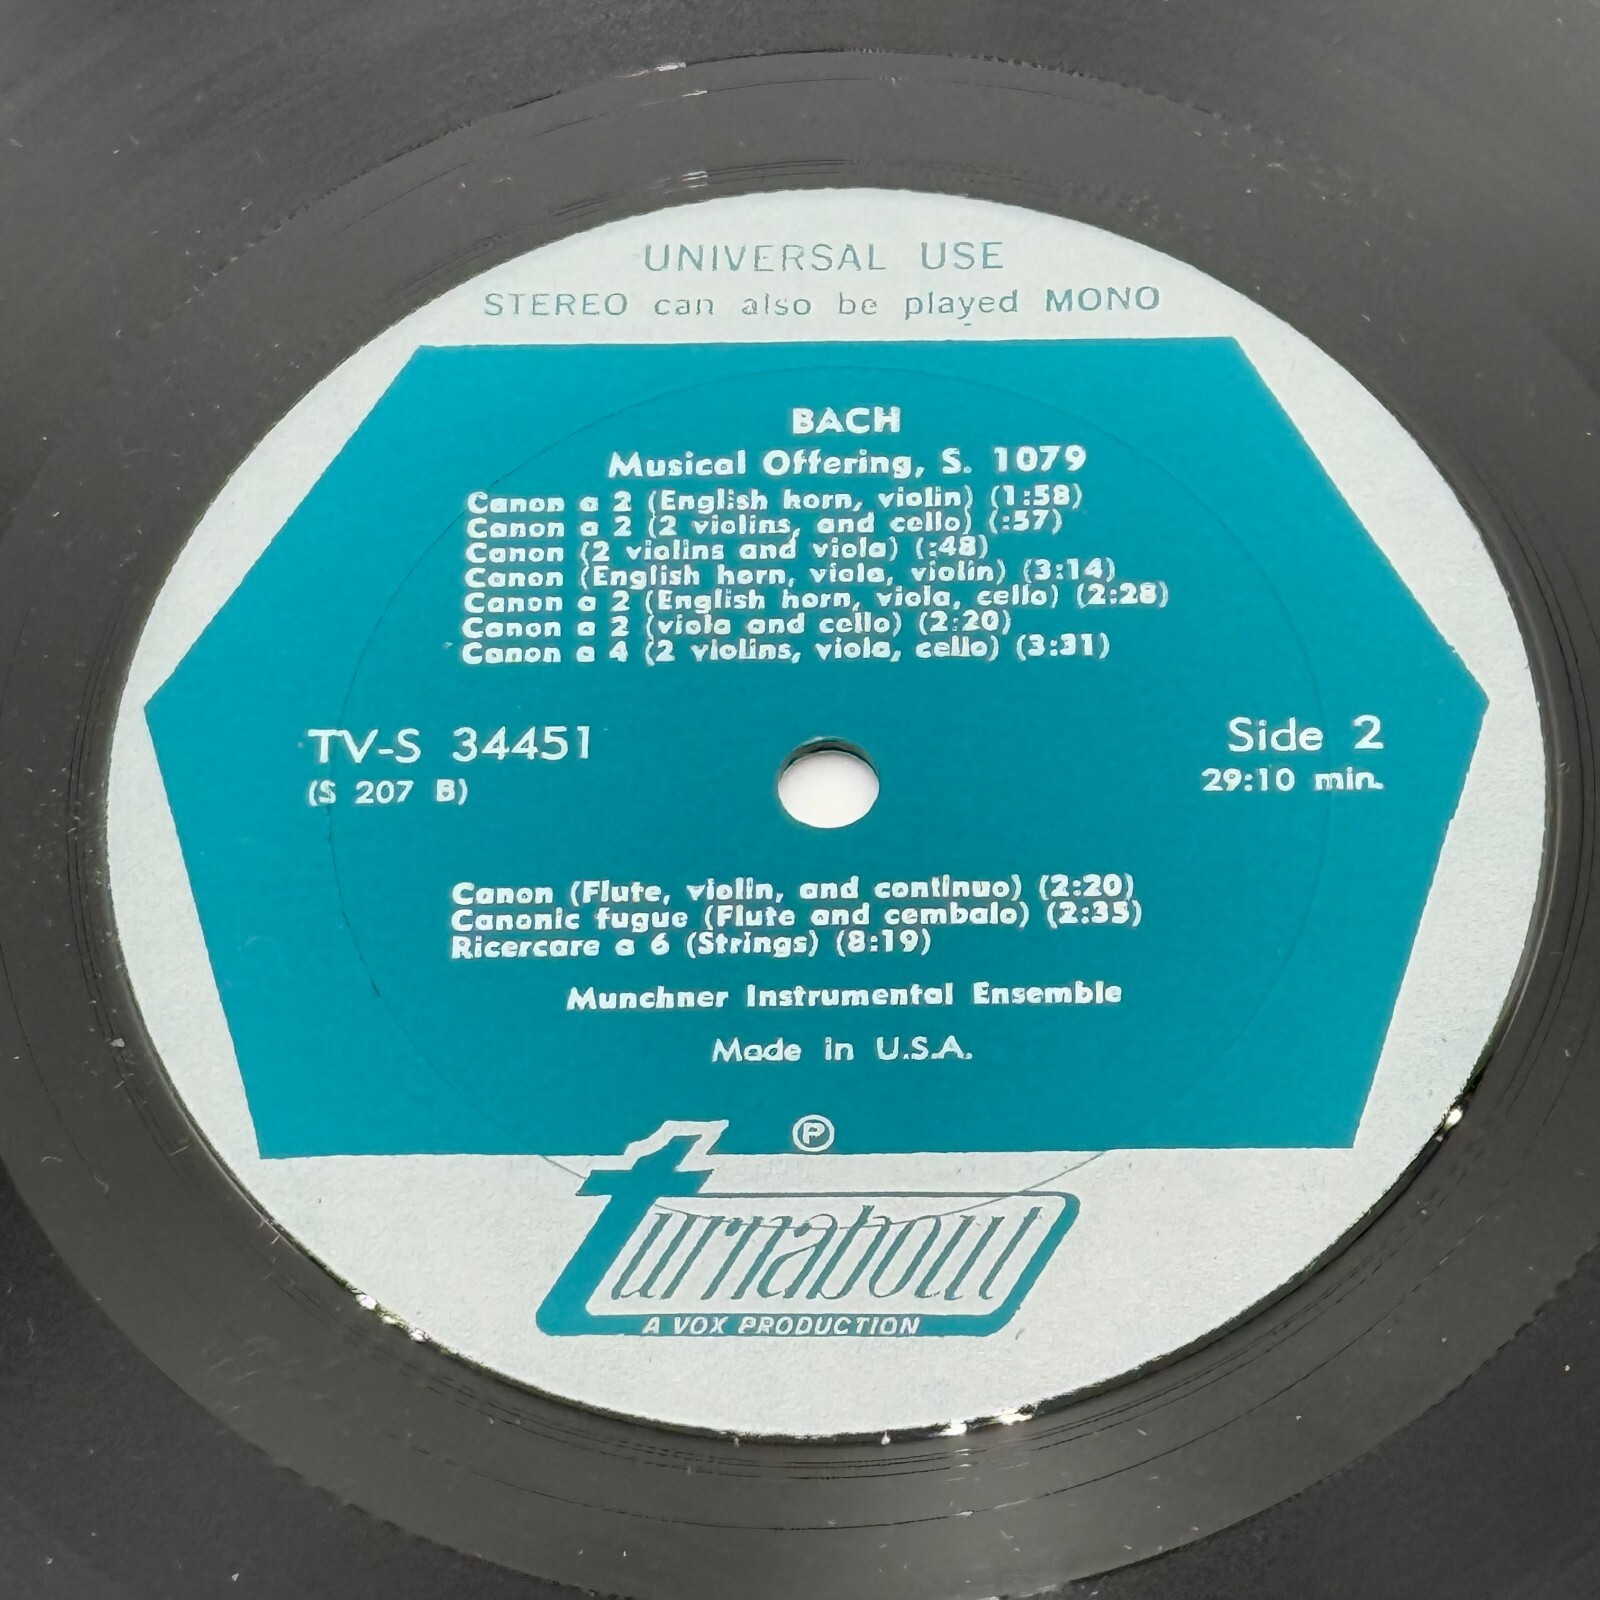 UNIVERSAL USE
STEREO can also be played MONO
BACH
Musical Offering, S. 1079
Canon a 2 (English horn, violin) (1:58)
Canon a 2 (2 violins, and cello) (:57)
Canon (2 violins and viola) (:48)
Canon (English horn, viola, violin) (3:14)
Canon a 2 (English horn, viola, cello) (2:28)
Canon a 2 (viola and cello) (2:20)
Canon a 4 (2 violins, viola, cello) (3:31)
TV-S 34451
(S 207 B)
Side 2
29:10 min.
Canon (Flute, violin, and continuo) (2:20)
Canonic fugue (Flute and cembalo) (2:35)
Ricercare a 6 (Strings) (8:19)
Munchner Instrumental Ensemble
Made in U.S.A.
℗
turnabout
A VOX PRODUCTION